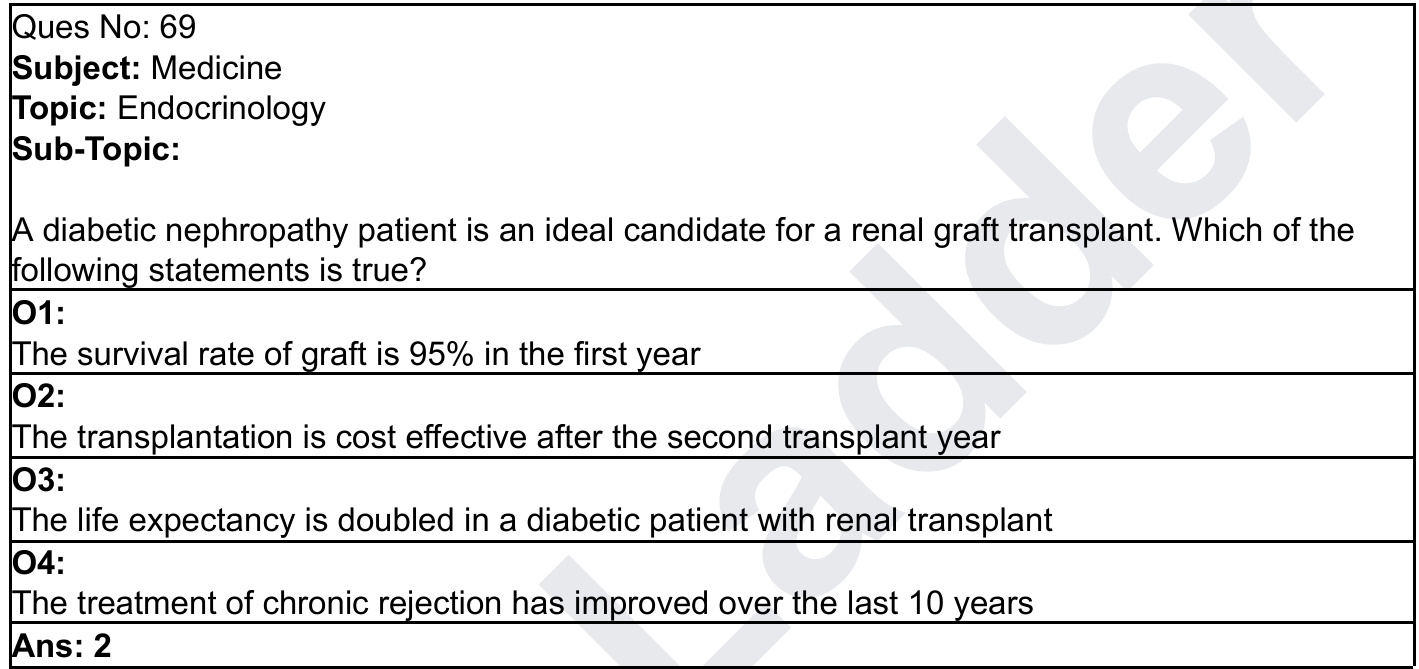 Ques No: 69
Subject: Medicine
Topic: Endocrinology
Sub-Topic:
A diabetic nephropathy patient is an ideal candidate for a renal graft transplant. Which of the
following statements is true?
O1:
The survival rate of graft is 95% in the first year
O2:
The transplantation is cost effective after the second transplant year
O3:
The life expectancy is doubled in a diabetic patient with renal transplant
O4:
The treatment of chronic rejection has improved over the last 10 years
Ans: 2
Ladder